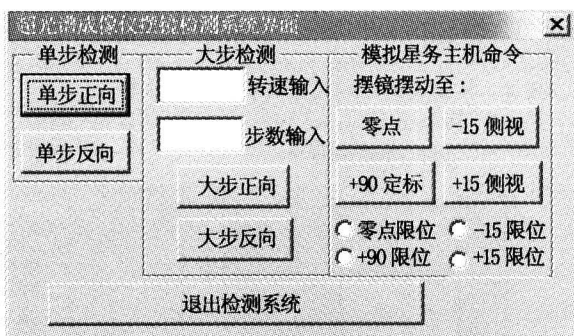 超光谱成像仪摆镜检测系统界面
单步检测
单步正向
单步反向
大步检测
转速输入
步数输入
大步正向
大步反向
模拟星务主机命令
摆镜摆动至：
零点
-15 侧视
+90 定标
+15 侧视
零点限位
-15 限位
+90 限位
+15 限位
退出检测系统